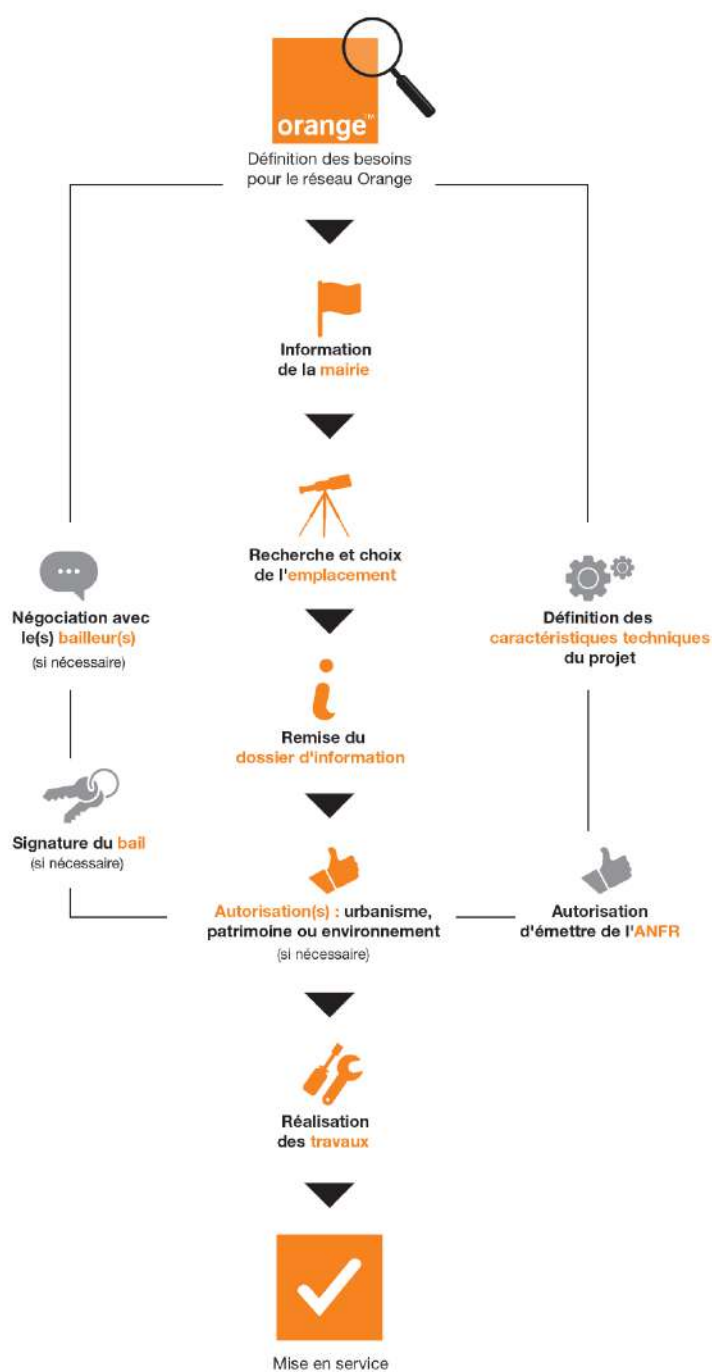 orange™
Définition des besoins
pour le réseau Orange
Information
de la mairie
Recherche et choix
de l'emplacement
Négociation avec
le(s) bailleur(s)
(si nécessaire)
Définition des
caractéristiques techniques
du projet
Remise du
dossier d'information
Signature du bail
(si nécessaire)
Autorisation(s) : urbanisme,
patrimoine ou environnement
(si nécessaire)
Autorisation
d'émettre de l'ANFR
Réalisation
des travaux
Mise en service